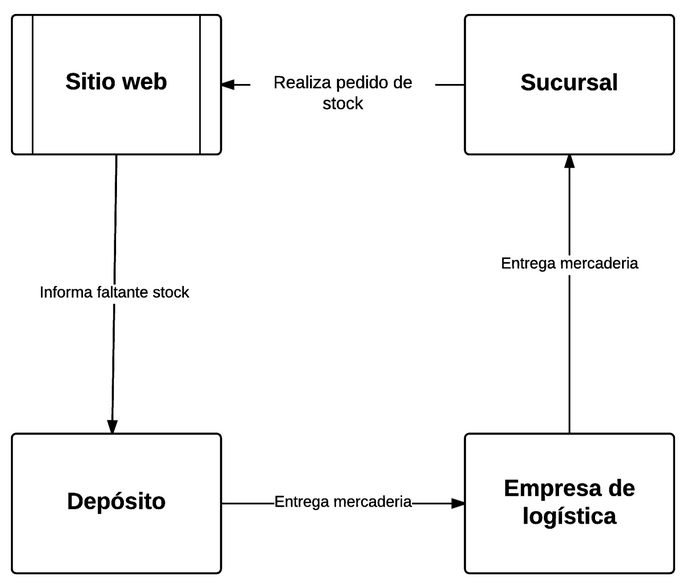 Sitio web
Realiza pedido de
stock
Sucursal
Informa faltante stock
Entrega mercaderia
Depósito
Entrega mercaderia
Empresa de
logística